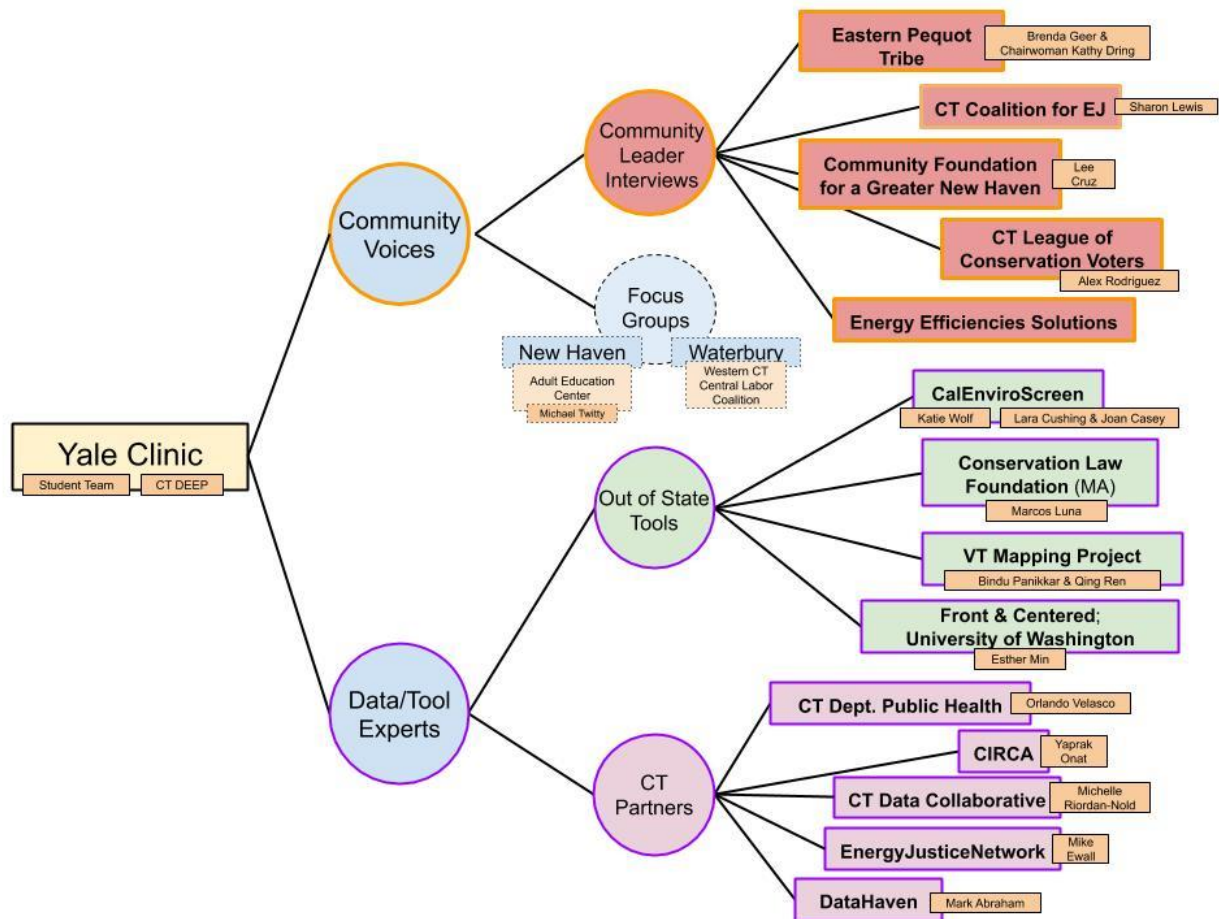 Yale Clinic
Student Team
CT DEEP
Community
Voices
Community
Leader
Interviews
Eastern Pequot
Tribe
Brenda Geer &
Chairwoman Kathy Dring
CT Coalition for EJ
Sharon Lewis
Community Foundation
for a Greater New Haven
Lee
Cruz
CT League of
Conservation Voters
Alex Rodriguez
Energy Efficiencies Solutions
Focus
Groups
New Haven
Adult Education
Center
Michael Twitty
Waterbury
Western CT
Central Labor
Coalition
Data/Tool
Experts
Out of State
Tools
CalEnviroScreen
Katie Wolf
Lara Cushing & Joan Casey
Conservation Law
Foundation (MA)
Marcos Luna
VT Mapping Project
Bindu Panikkar & Qing Ren
Front & Centered;
University of Washington
Esther Min
CT
Partners
CT Dept. Public Health
Orlando Velasco
CIRCA
Yaprak
Onat
CT Data Collaborative
Michelle
Riordan-Nold
EnergyJusticeNetwork
Mike
Ewall
DataHaven
Mark Abraham